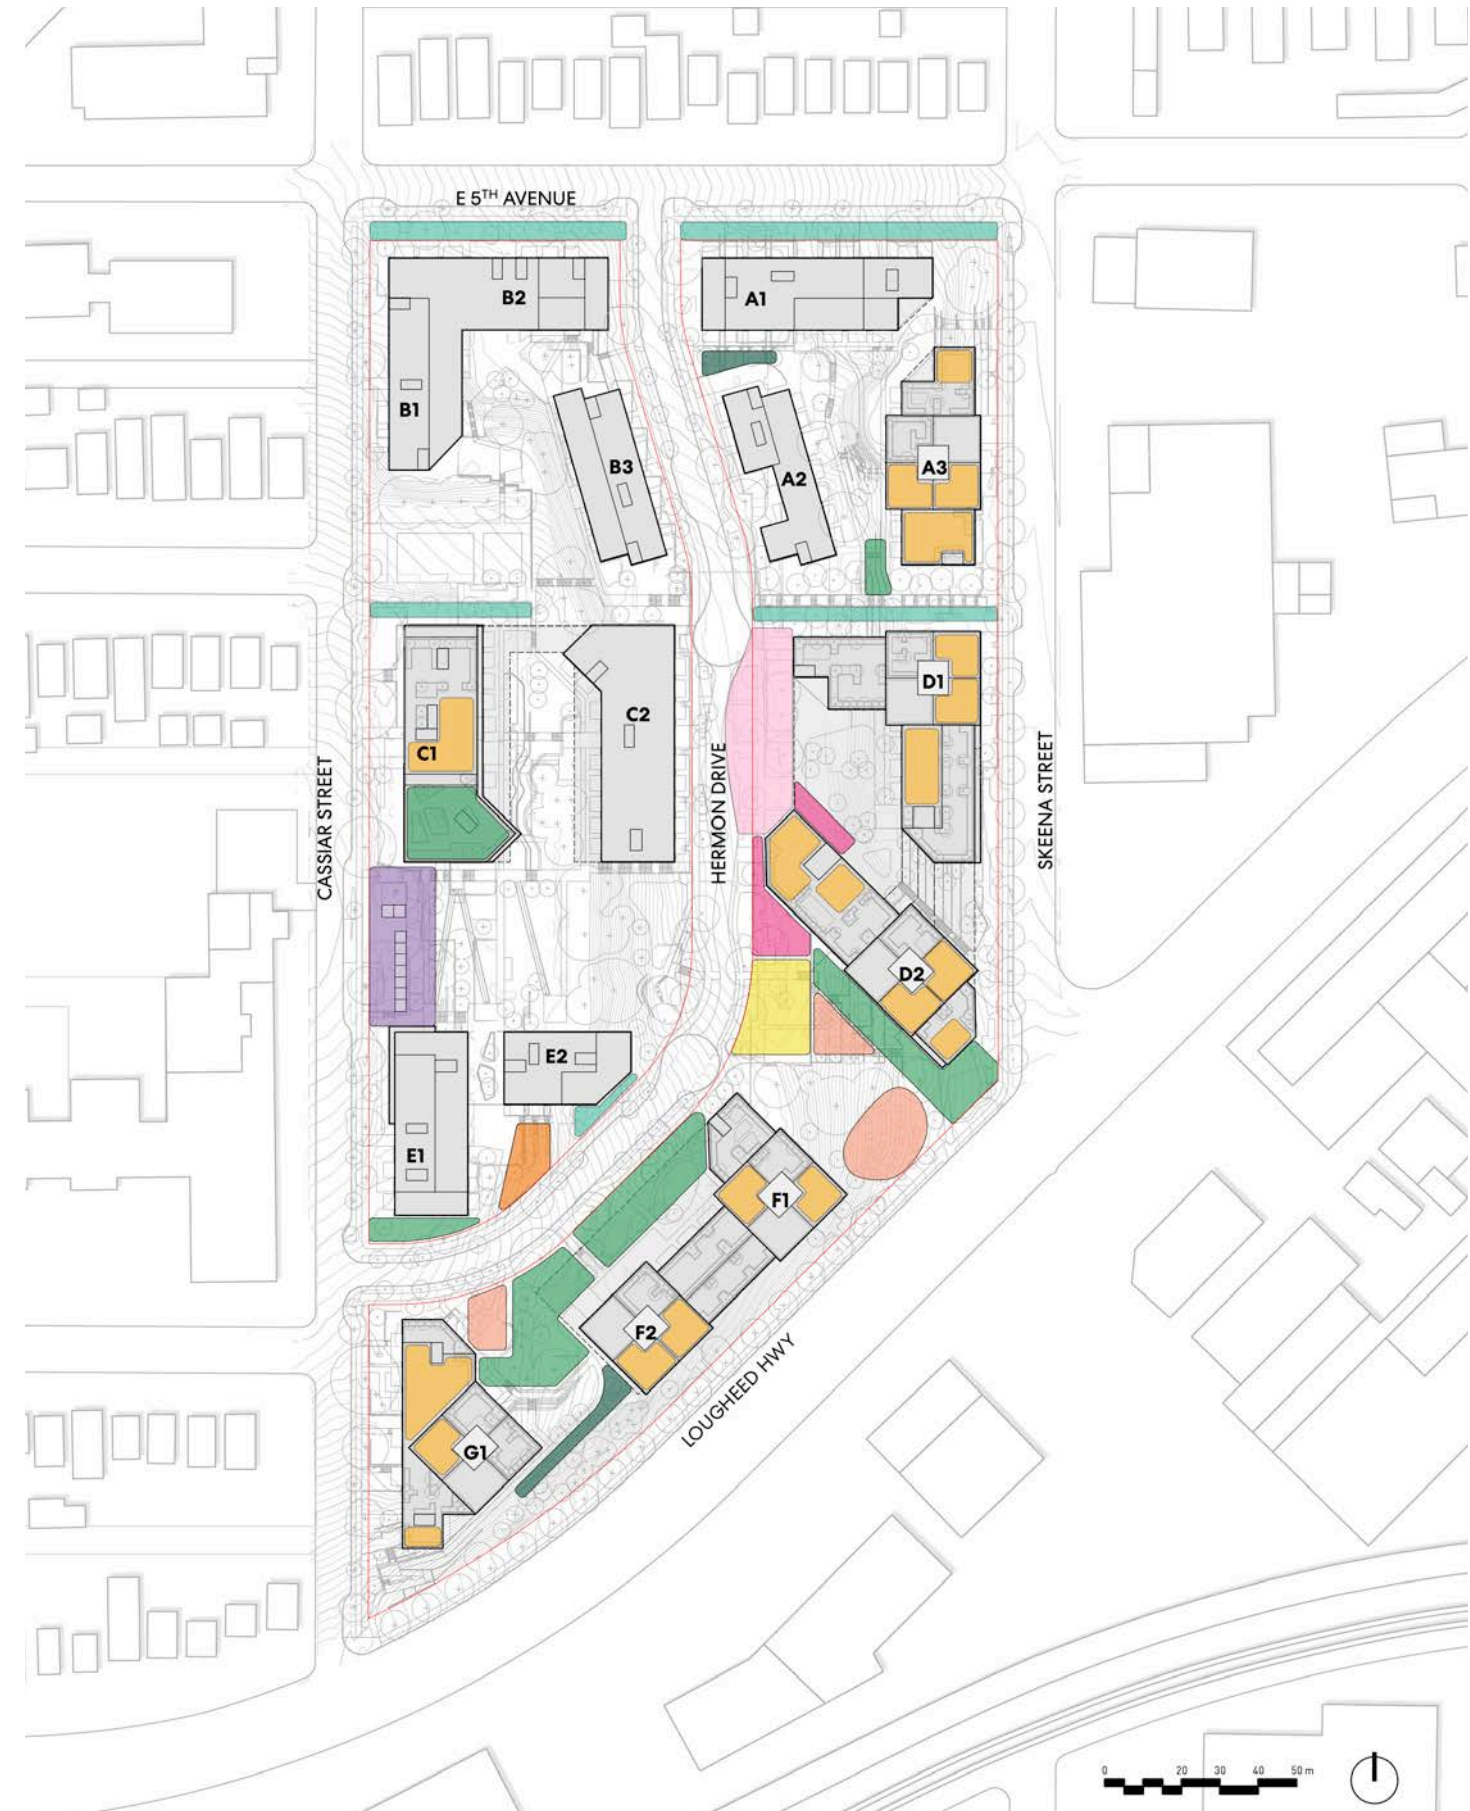 E 5TH AVENUE
B2
A1
B1
B3
A2
A3
C1
C2
D1
CASSIAR STREET
HERMON DRIVE
SKEENA STREET
D2
E2
E1
F1
F2
G1
LOUGHEED HWY
0 20 30 40 50 m